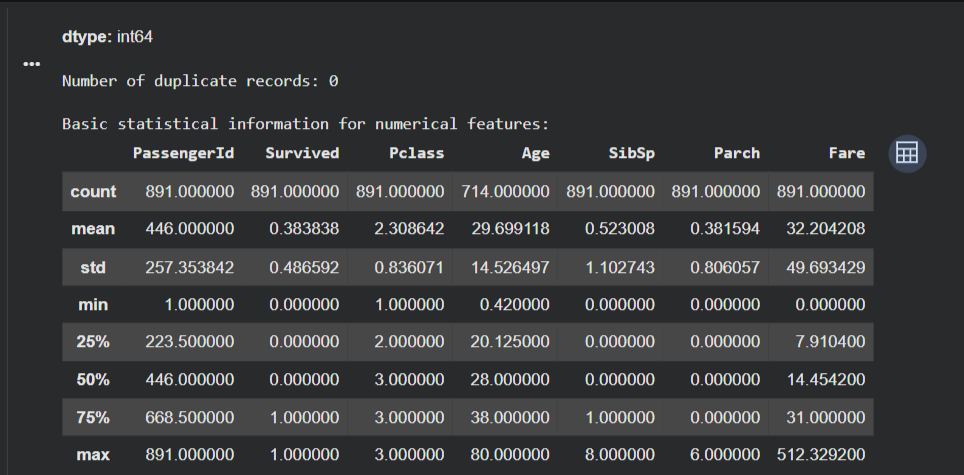 dtype: int64
...
Number of duplicate records: 0
Basic statistical information for numerical features:
PassengerId Survived Pclass Age SibSp Parch Fare
count 891.000000 891.000000 891.000000 714.000000 891.000000 891.000000 891.000000
mean 446.000000 0.383838 2.308642 29.699118 0.523008 0.381594 32.204208
std 257.353842 0.486592 0.836071 14.526497 1.102743 0.806057 49.693429
min 1.000000 0.000000 1.000000 0.420000 0.000000 0.000000 0.000000
25% 223.500000 0.000000 2.000000 20.125000 0.000000 0.000000 7.910400
50% 446.000000 0.000000 3.000000 28.000000 0.000000 0.000000 14.454200
75% 668.500000 1.000000 3.000000 38.000000 1.000000 0.000000 31.000000
max 891.000000 1.000000 3.000000 80.000000 8.000000 6.000000 512.329200